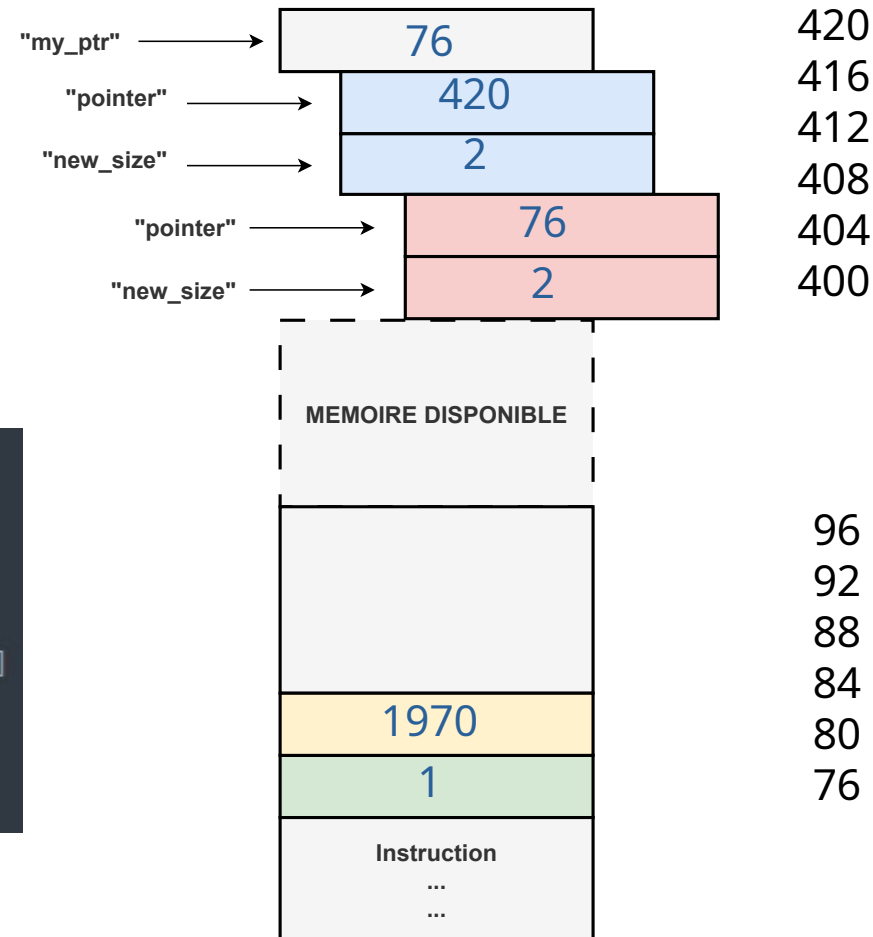 "my_ptr" 76 420
"pointer" 420 416
"new_size" 2 412
408
"pointer" 76 404
"new_size" 2 400
MEMOIRE DISPONIBLE
96
92
88
84
1970 80
1 76
Instruction
...
...
]